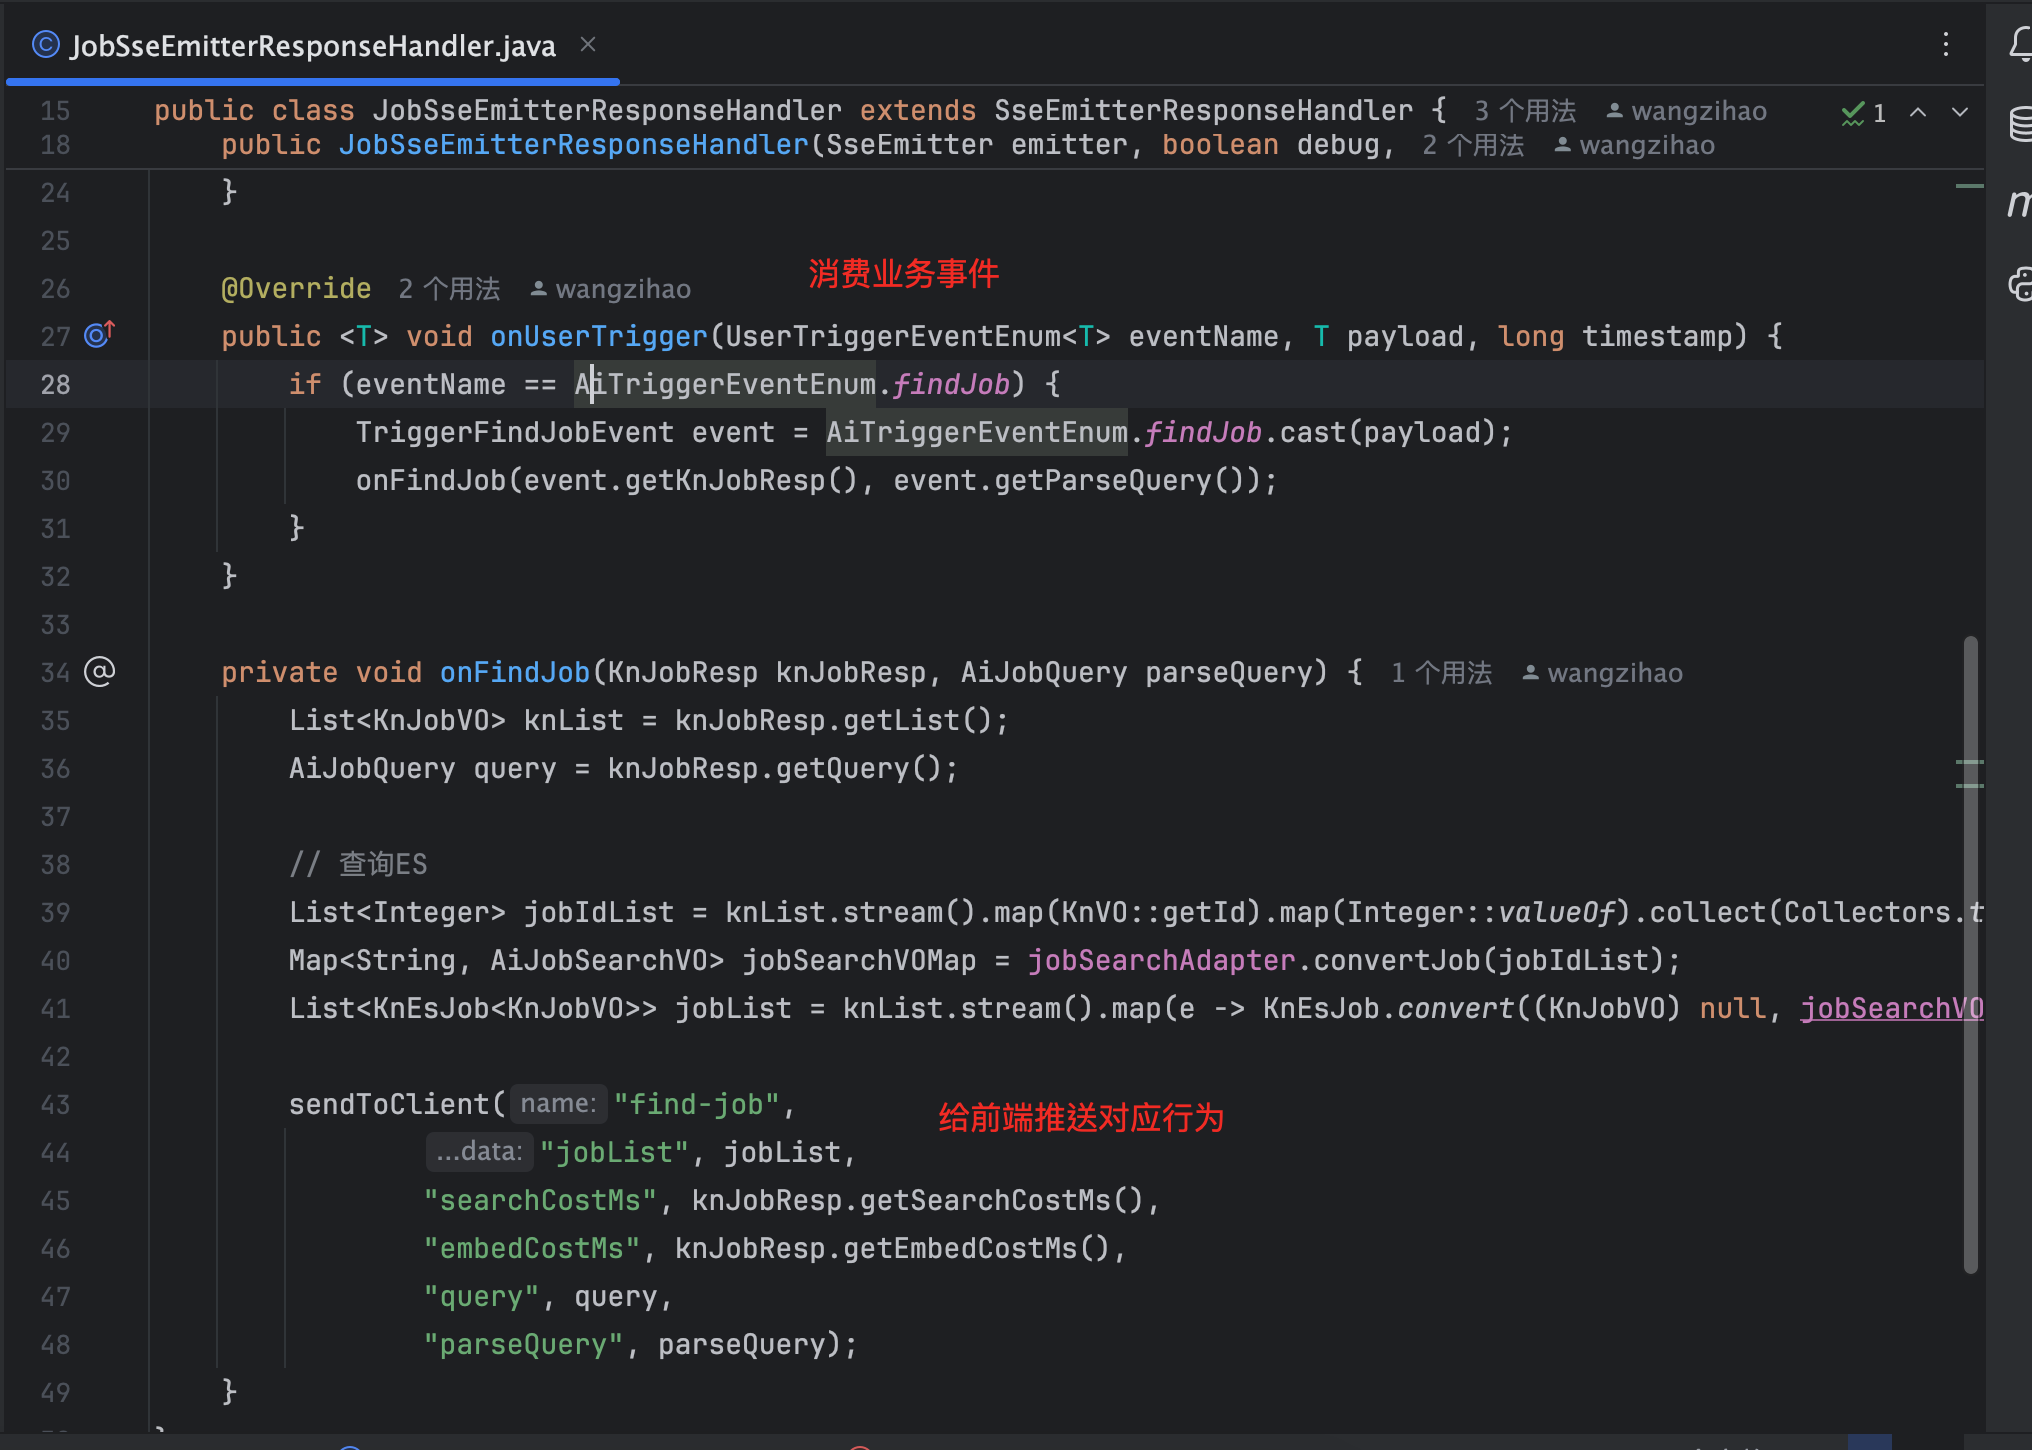 JobSseEmitterResponseHandler.java
15 public class JobSseEmitterResponseHandler extends SseEmitterResponseHandler { 3 个用法 wangzihao 1
18 public JobSseEmitterResponseHandler(SseEmitter emitter, boolean debug, 2 个用法 wangzihao
24 }
25
消费业务事件
26 @Override 2 个用法 wangzihao
27 public <T> void onUserTrigger(UserTriggerEventEnum<T> eventName, T payload, long timestamp) {
28 if (eventName == AiTriggerEventEnum.findJob) {
29 TriggerFindJobEvent event = AiTriggerEventEnum.findJob.cast(payload);
30 onFindJob(event.getKnJobResp(), event.getParseQuery());
31 }
32 }
33
34 private void onFindJob(KnJobResp knJobResp, AiJobQuery parseQuery) { 1 个用法 wangzihao
35 List<KnJobVO> knList = knJobResp.getList();
36 AiJobQuery query = knJobResp.getQuery();
37
38 // 查询ES
39 List<Integer> jobIdList = knList.stream().map(KnVO::getId).map(Integer::valueOf).collect(Collectors.t
40 Map<String, AiJobSearchVO> jobSearchVOMap = jobSearchAdapter.convertJob(jobIdList);
41 List<KnEsJob<KnJobVO>> jobList = knList.stream().map(e -> KnEsJob.convert((KnJobVO) null, jobSearchVO
42
43 sendToClient( name: "find-job",
给前端推送对应行为
44 ...data: "jobList", jobList,
45 "searchCostMs", knJobResp.getSearchCostMs(),
46 "embedCostMs", knJobResp.getEmbedCostMs(),
47 "query", query,
48 "parseQuery", parseQuery);
49 }